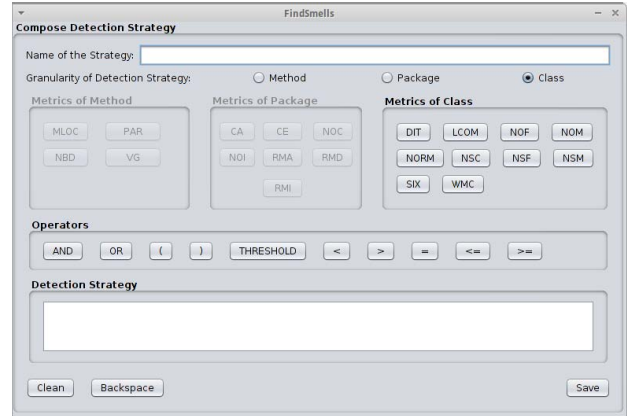 FindSmells
Compose Detection Strategy
Name of the Strategy:
Granularity of Detection Strategy: Method Package Class
Metrics of Method Metrics of Package Metrics of Class
MLOC PAR CA CE NOC DIT LCOM NOF NOM
NBD VG NOI RMA RMD NORM NSC NSF NSM
RMI SIX WMC
Operators
AND OR ( ) THRESHOLD < > = <= >=
Detection Strategy
Clean Backspace Save